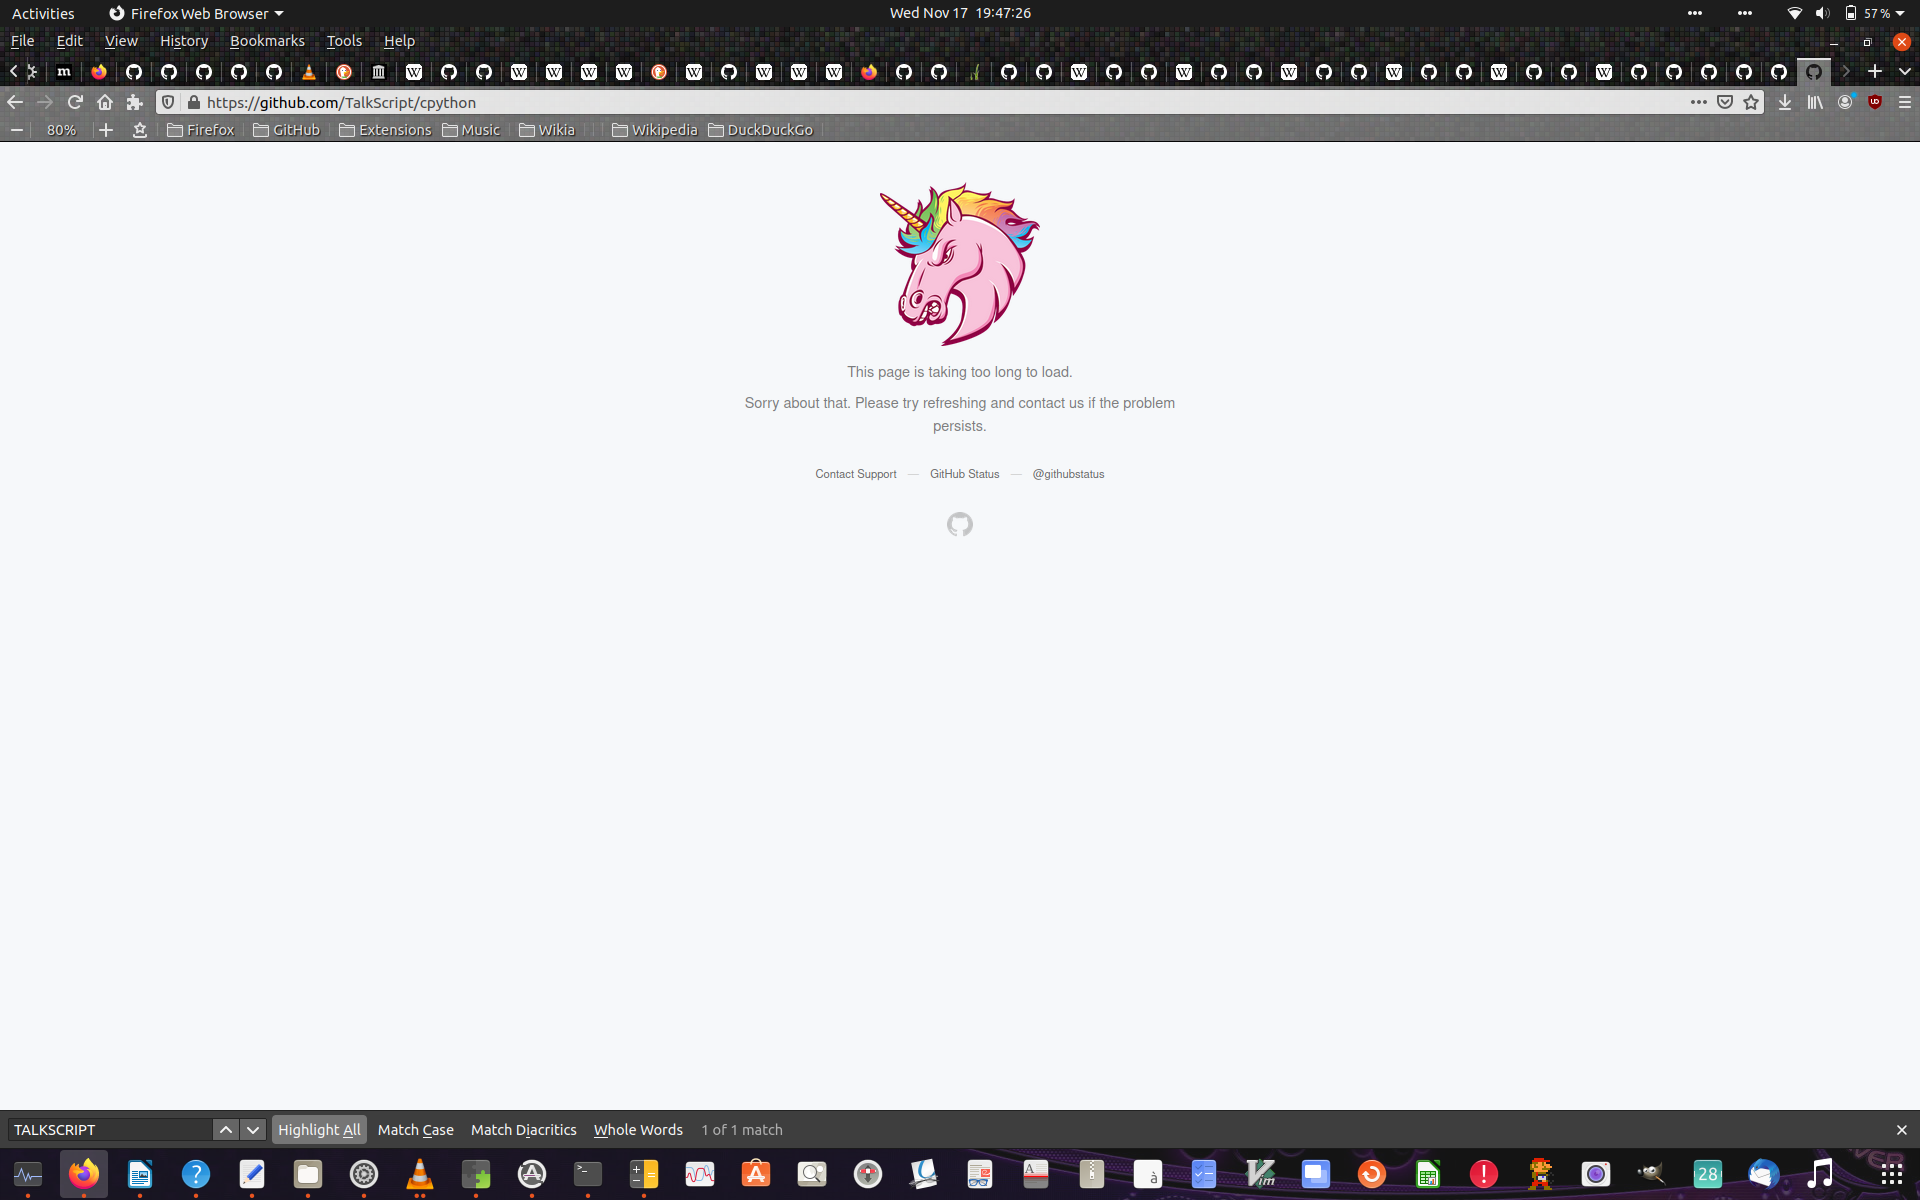 Activities Firefox Web Browser Wed Nov 17 19:47:26 57 %
File Edit View History Bookmarks Tools Help
https://github.com/TalkScript/cpython
80% Firefox GitHub Extensions Music Wikia Wikipedia DuckDuckGo
This page is taking too long to load.
Sorry about that. Please try refreshing and contact us if the problem
persists.
Contact Support — GitHub Status — @githubstatus
TALKSCRIPT Highlight All Match Case Match Diacritics Whole Words 1 of 1 match
28